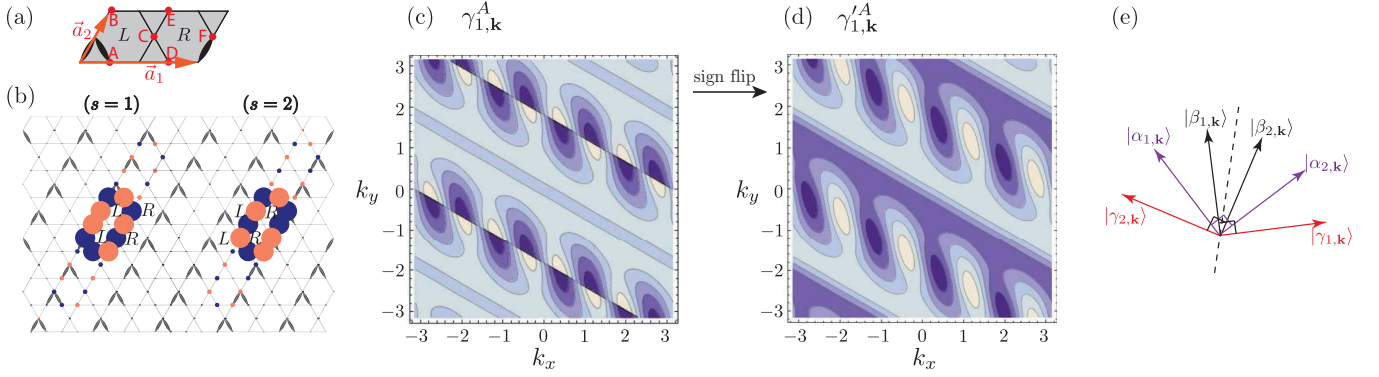 (a)
B
E
a⃗₂
L
C
R
F
A
D
a⃗₁
(b)
(s = 1)
(s = 2)
L R
L R
L R
L R
(c)
γ^A_{1,k}
3
2
1
0
−1
−2
−3
k_y
−3 −2 −1 0 1 2 3
k_x
sign flip
(d)
γ′^A_{1,k}
3
2
1
0
−1
−2
−3
k_y
−3 −2 −1 0 1 2 3
k_x
(e)
|β_{1,k}⟩
|β_{2,k}⟩
|α_{1,k}⟩
|α_{2,k}⟩
|γ_{2,k}⟩
|γ_{1,k}⟩